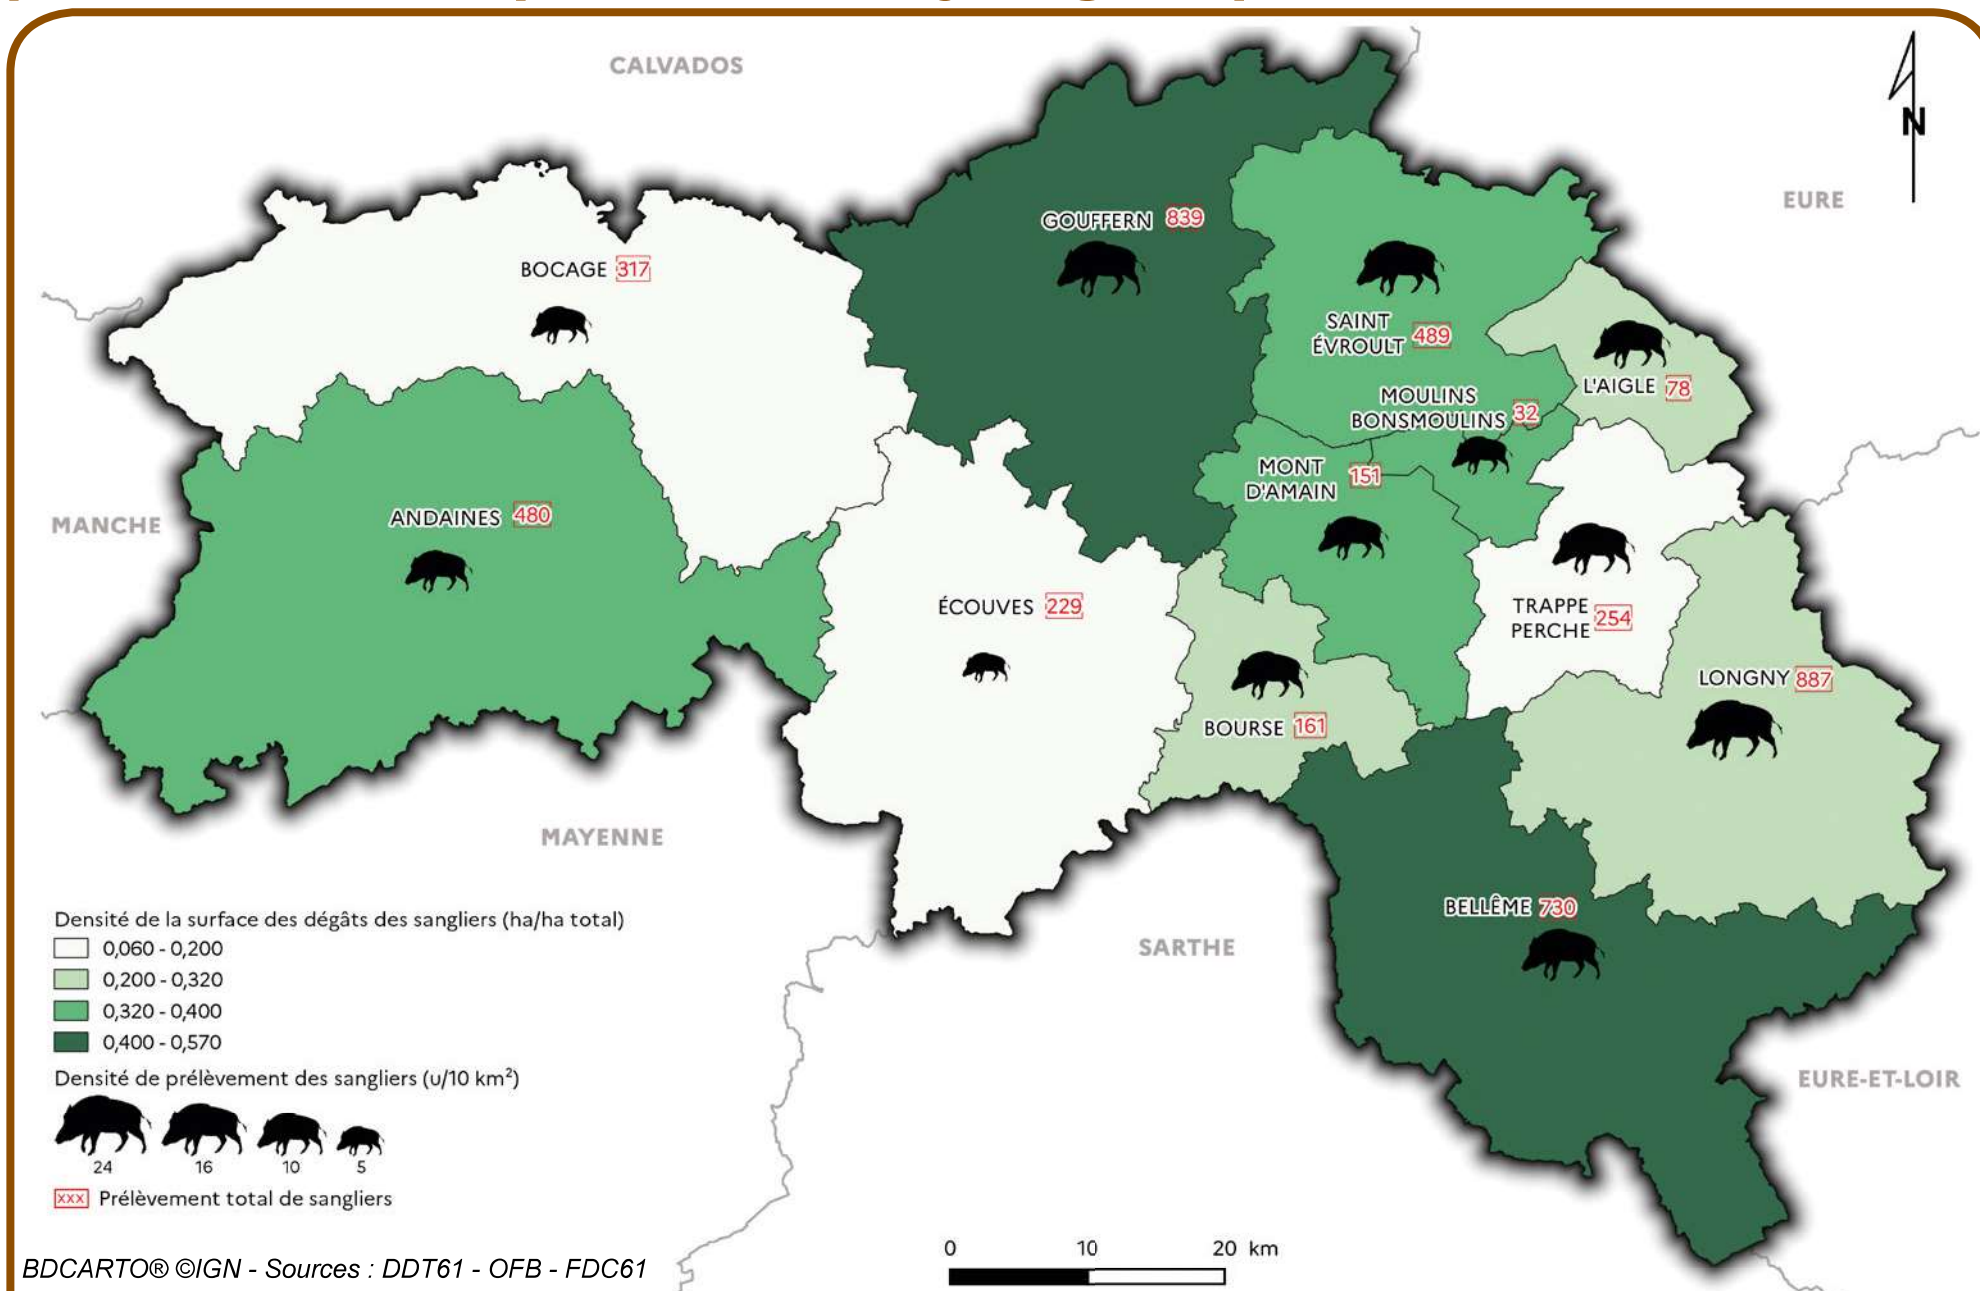 CALVADOS
N
EURE
GOUFFERN 839
BOCAGE 317
SAINT
ÉVROULT 489
L'AIGLE 78
MOULINS
BONSMOULINS 32
MONT
D'AMAIN 151
MANCHE
ANDAINES 480
ÉCOUVES 229
TRAPPE
PERCHE 254
LONGNY 887
BOURSE 161
MAYENNE
BELLÊME 730
SARTHE
EURE-ET-LOIR
Densité de la surface des dégâts des sangliers (ha/ha total)
0,060 - 0,200
0,200 - 0,320
0,320 - 0,400
0,400 - 0,570
Densité de prélèvement des sangliers (u/10 km²)
24 16 10 5
xxx Prélèvement total de sangliers
0 10 20 km
BDCARTO® ©IGN - Sources : DDT61 - OFB - FDC61